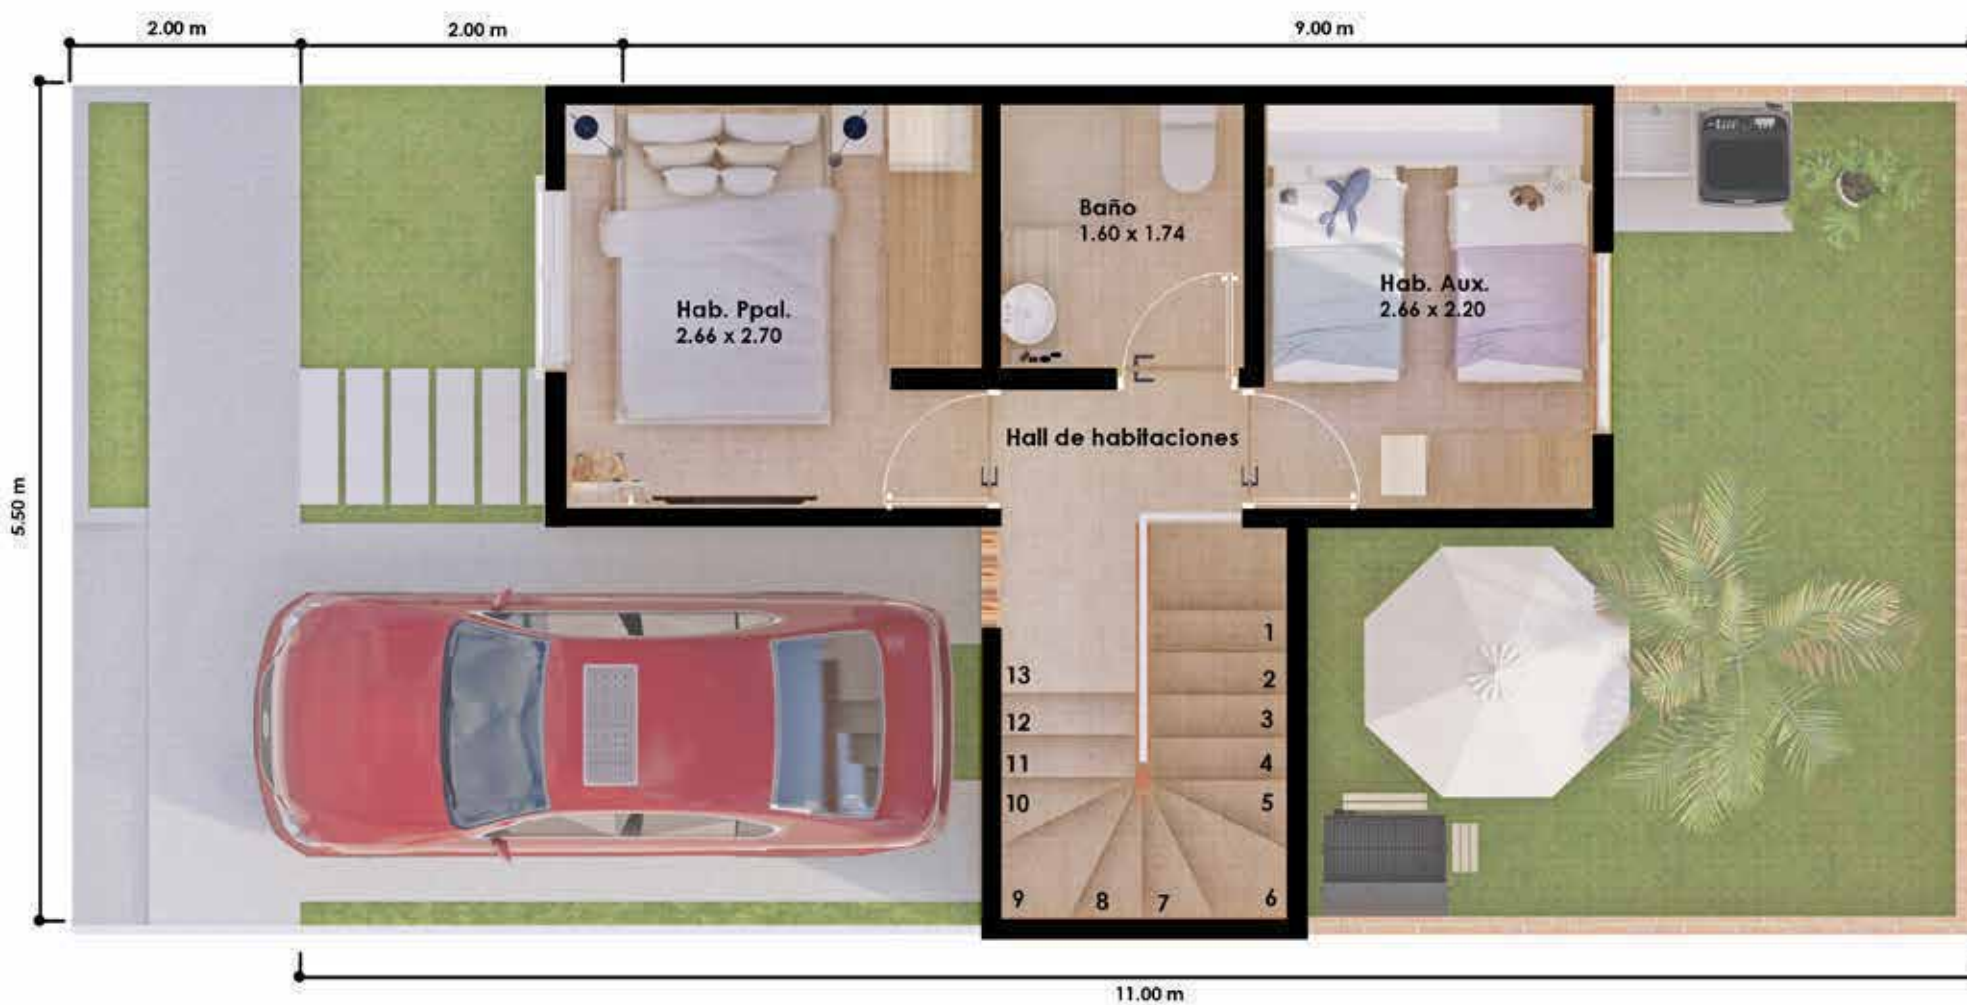 2.00 m
2.00 m
9.00 m
5.50 m
Baño
1.60 x 1.74
Hab. Ppal.
2.66 x 2.70
Hab. Aux.
2.66 x 2.20
Hall de habitaciones
1
2
3
4
5
6
7
8
9
10
11
12
13
11.00 m